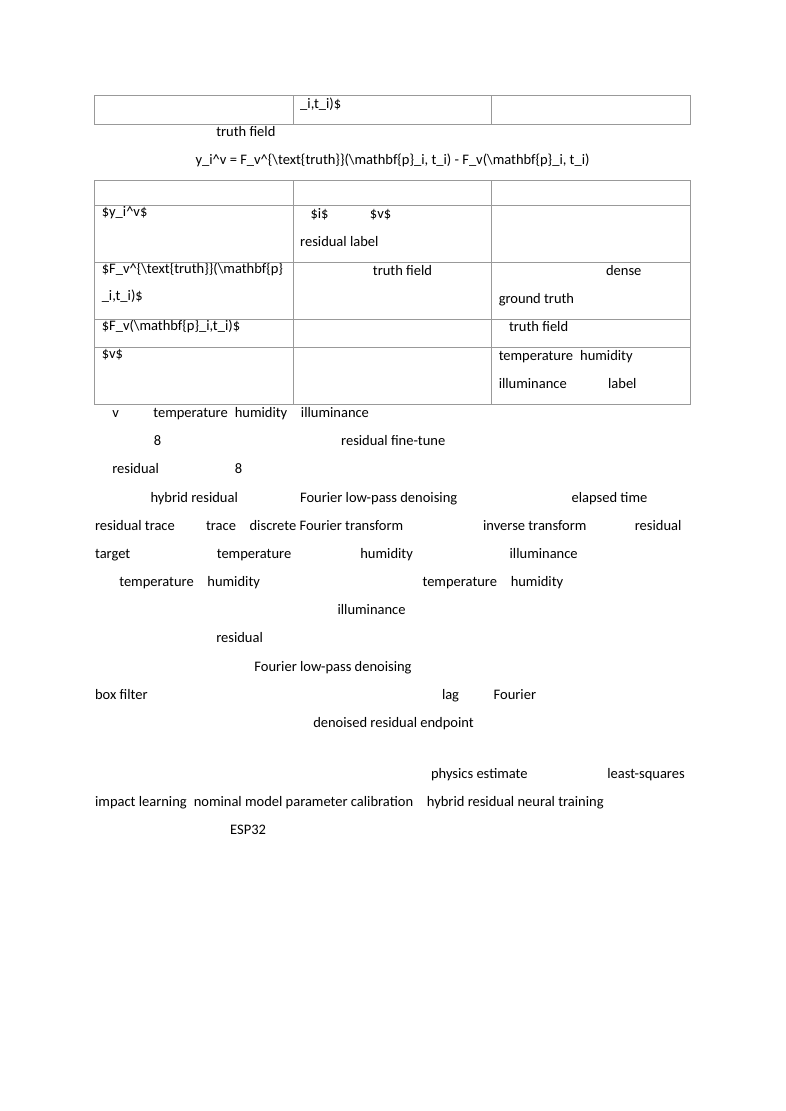 _i,t_i)$
truth field
y_i^v = F_v^{\text{truth}}(\mathbf{p}_i, t_i) - F_v(\mathbf{p}_i, t_i)
$y_i^v$ $i$ $v$
residual label
$F_v^{\text{truth}}(\mathbf{p} truth field dense
_i,t_i)$ ground truth
$F_v(\mathbf{p}_i,t_i)$ truth field
$v$ temperature humidity
illuminance label
v temperature humidity illuminance
8 residual fine-tune
residual 8
hybrid residual Fourier low-pass denoising elapsed time
residual trace trace discrete Fourier transform inverse transform residual
target temperature humidity illuminance
temperature humidity temperature humidity
illuminance
residual
Fourier low-pass denoising
box filter lag Fourier
denoised residual endpoint
physics estimate least-squares
impact learning nominal model parameter calibration hybrid residual neural training
ESP32